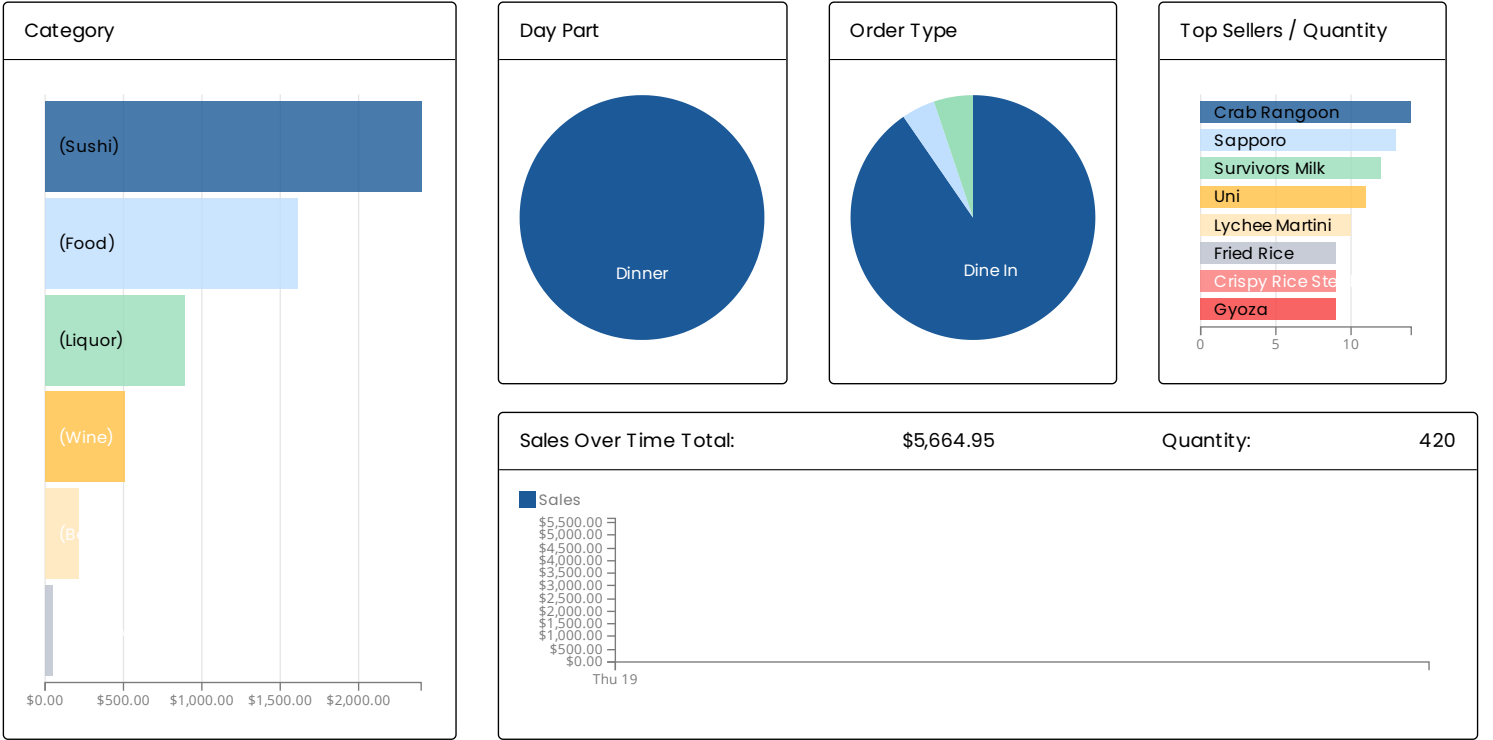 Category
(Sushi)
(Food)
(Liquor)
(Wine)
$0.00 $500.00 $1,000.00 $1,500.00 $2,000.00
Day Part
Dinner
Order Type
Dine In
Top Sellers / Quantity
Crab Rangoon
Sapporo
Survivors Milk
Uni
Lychee Martini
Fried Rice
Crispy Rice
Gyoza
0 5 10
Sales Over Time Total: $5,664.95 Quantity: 420
Sales
$5,500.00
$5,000.00
$4,500.00
$4,000.00
$3,500.00
$3,000.00
$2,500.00
$2,000.00
$1,500.00
$1,000.00
$500.00
$0.00
Thu 19